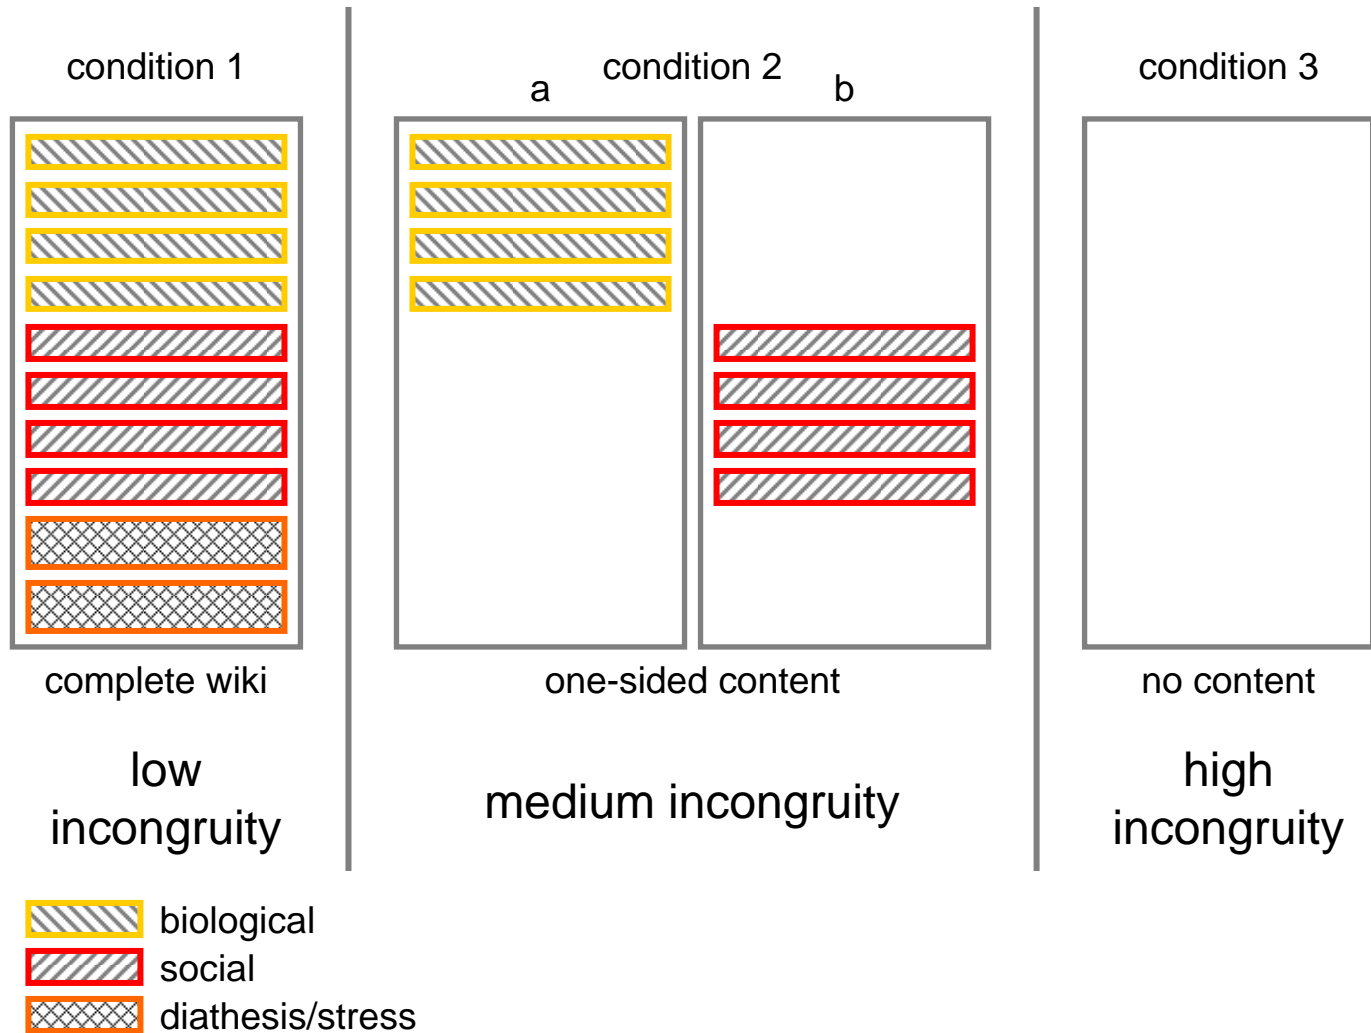 condition 1
condition 2
condition 3
a
b
complete wiki
one-sided content
no content
low
incongruity
medium incongruity
high
incongruity
biological
social
diathesis/stress